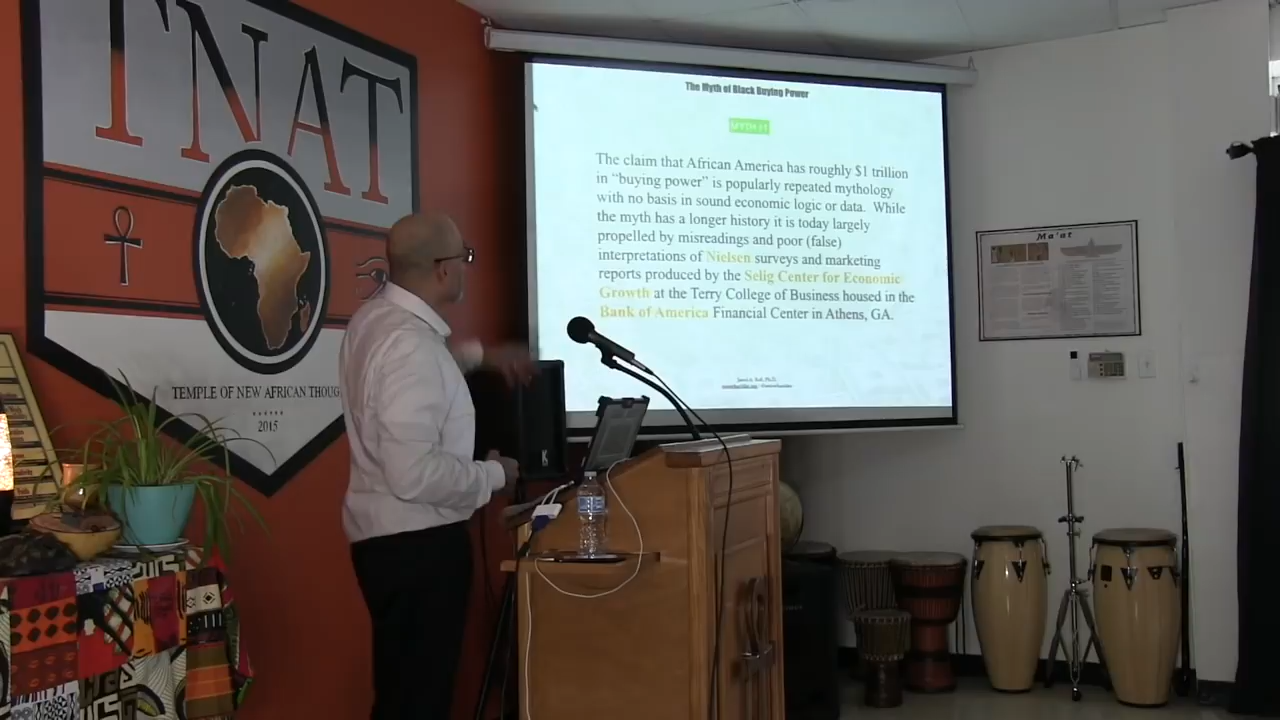 TNAT
TEMPLE OF NEW AFRICAN THOUG
2015
The Myth of Black Buying Power
The claim that African America has roughly $1 trillion
in “buying power” is popularly repeated mythology
with no basis in sound economic logic or data. While
the myth has a longer history it is today largely
propelled by misreadings and poor (false)
interpretations of Nielsen surveys and marketing
reports produced by the Selig Center for Economic
Growth at the Terry College of Business housed in the
Bank of America Financial Center in Athens, GA.
Ma'at
K